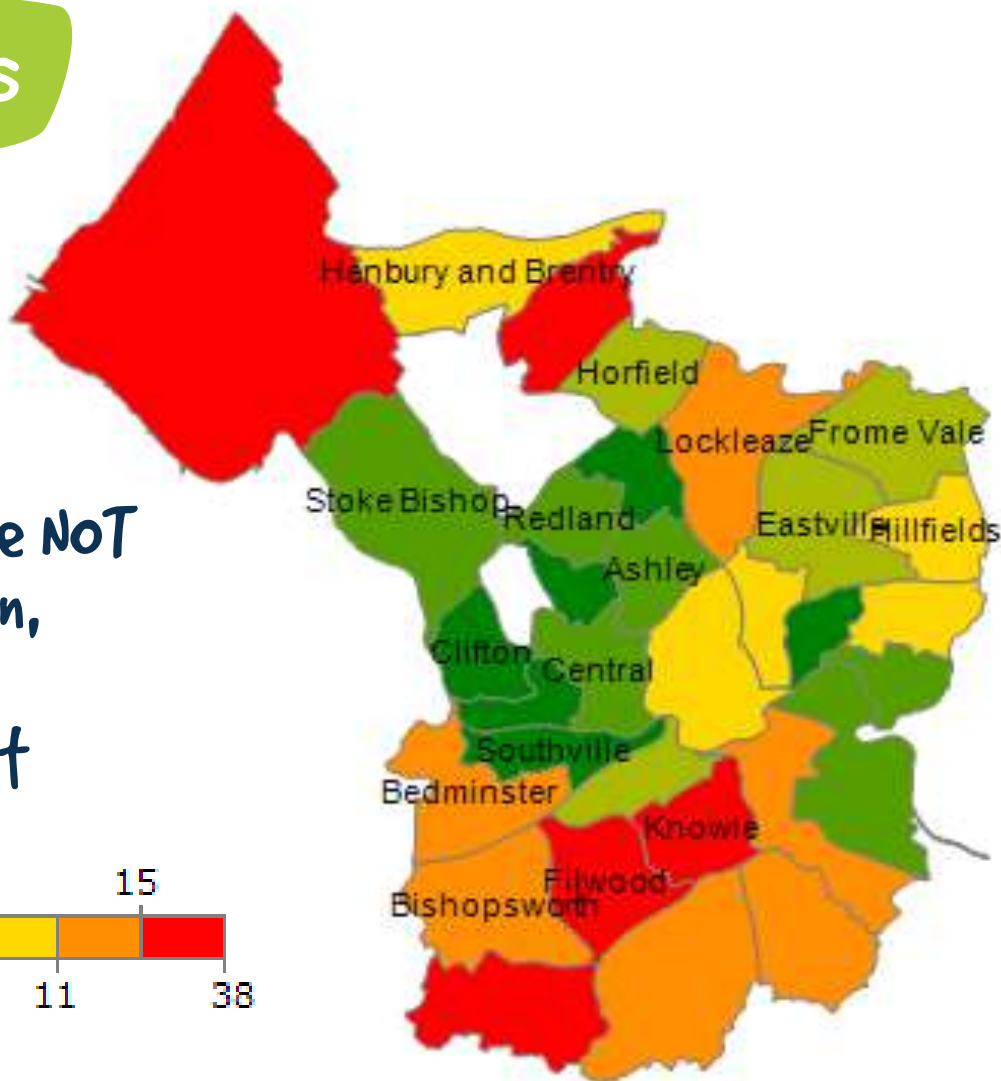 s
Henbury and Brentry
Horfield
Lockleaze
Frome Vale
Stoke Bishop
Redland
Eastville
Hillfields
e NOT
Ashley
n,
Clifton
Central
t
Southville
Bedminster
Knowle
Filwood
Bishopsworth
15
11
38